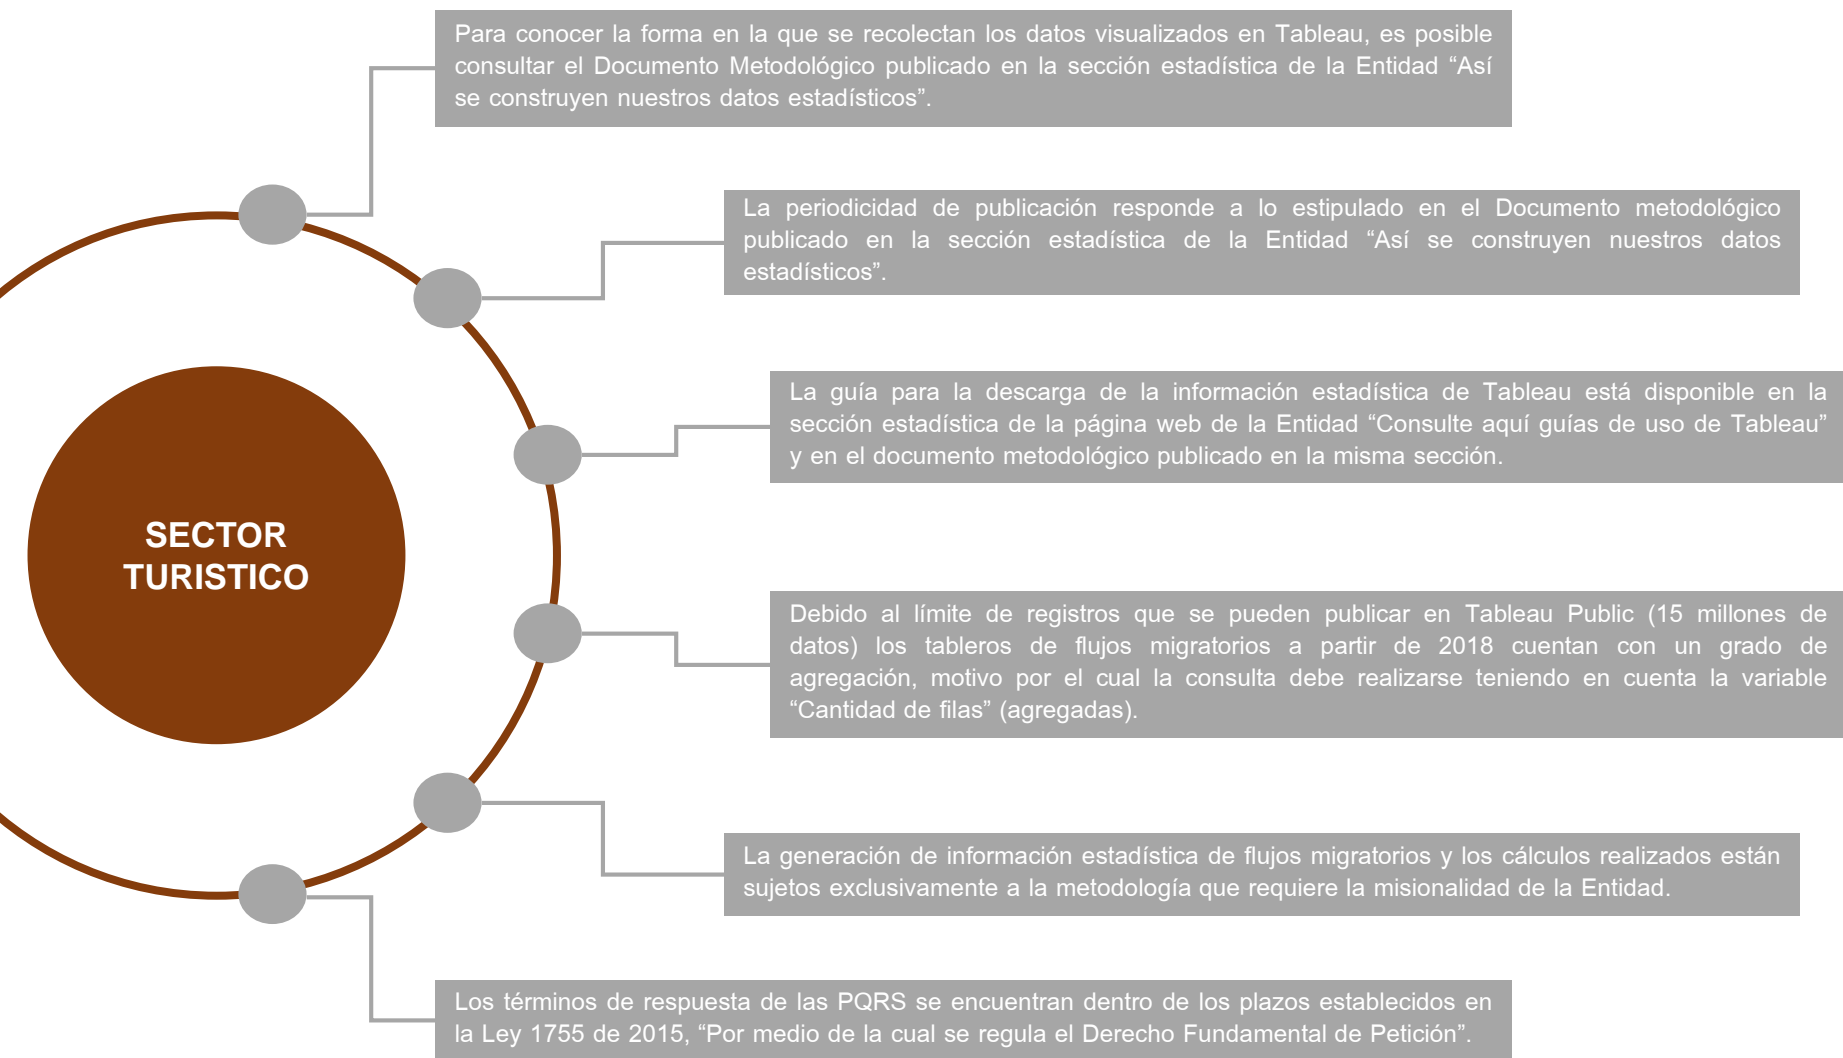 Para conocer la forma en la que se recolectan los datos visualizados en Tableau, es posible
consultar el Documento Metodológico publicado en la sección estadística de la Entidad “Así
se construyen nuestros datos estadísticos”.
La periodicidad de publicación responde a lo estipulado en el Documento metodológico
publicado en la sección estadística de la Entidad “Así se construyen nuestros datos
estadísticos”.
La guía para la descarga de la información estadística de Tableau está disponible en la
sección estadística de la página web de la Entidad “Consulte aquí guías de uso de Tableau”
y en el documento metodológico publicado en la misma sección.
SECTOR
TURISTICO
Debido al límite de registros que se pueden publicar en Tableau Public (15 millones de
datos) los tableros de flujos migratorios a partir de 2018 cuentan con un grado de
agregación, motivo por el cual la consulta debe realizarse teniendo en cuenta la variable
“Cantidad de filas” (agregadas).
La generación de información estadística de flujos migratorios y los cálculos realizados están
sujetos exclusivamente a la metodología que requiere la misionalidad de la Entidad.
Los términos de respuesta de las PQRS se encuentran dentro de los plazos establecidos en
la Ley 1755 de 2015, “Por medio de la cual se regula el Derecho Fundamental de Petición”.